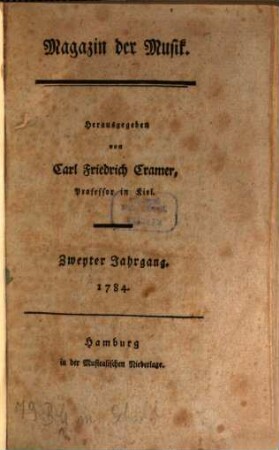 Magazin der Musik.
Herausgegeben
von
Carl Friedrich Cramer,
Professor in Kiel.
Zweyter Jahrgang.
1784.
Hamburg
in der Musicalischen Niederlage.